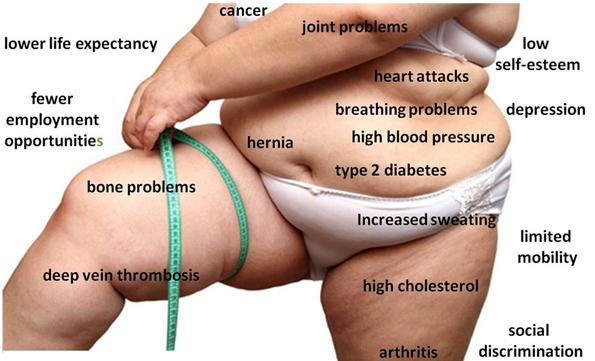 cancer
joint problems
lower life expectancy
low
self-esteem
heart attacks
fewer
employment
opportunities
breathing problems
depression
hernia
high blood pressure
type 2 diabetes
bone problems
Increased sweating
limited
mobility
deep vein thrombosis
high cholesterol
social
discrimination
arthritis